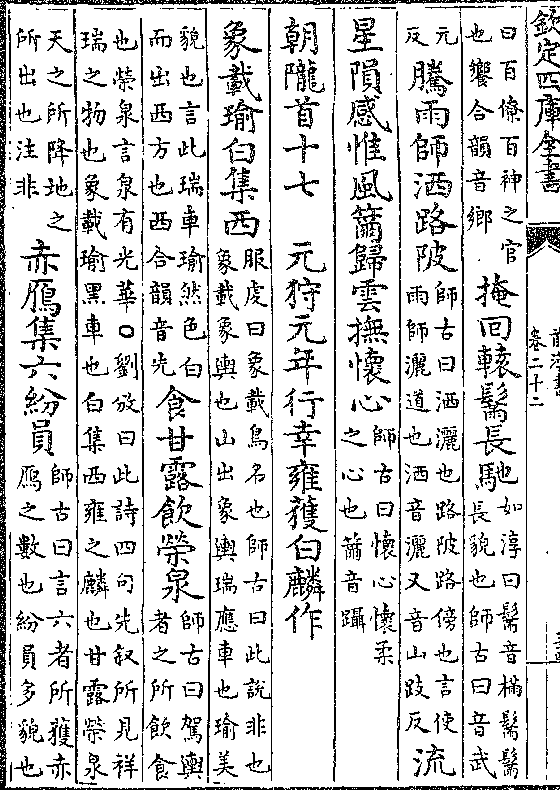 欽定四庫全書
卷二十二
曰百僚百神之官
也饗合韻音鄉
掩回轅鬗長馳
如淳曰鬗音樠鬗鬗
長貌也師古曰音武
元
反
騰雨師洒路陂
師古曰洒灑也路陂路傍也言使
雨師灑道也洒音灑又音山跂反
流
星隕感惟風籋歸雲撫懷心
師古曰懷心懷柔
之心也籋音躡
朝隴首十七　元狩元年行幸雍獲白麟作
象載瑜白集西
服虔曰象載鳥名也師古曰此說非也
象載象輿也山出象輿瑞應車也瑜美
貌也言此瑞車瑜然色白
而出西方也西合韻音先
食甘露飲榮泉
師古曰駕輿
者之所飲食
也榮泉言泉有光華○劉攽曰此詩四句先叙所見祥
瑞之物也象載瑜黑車也白集西雍之麟也甘露榮泉
天之所降地之
所出也注非
赤鴈集六紛員
師古曰言六者所獲赤
鴈之數也紛員多貌也